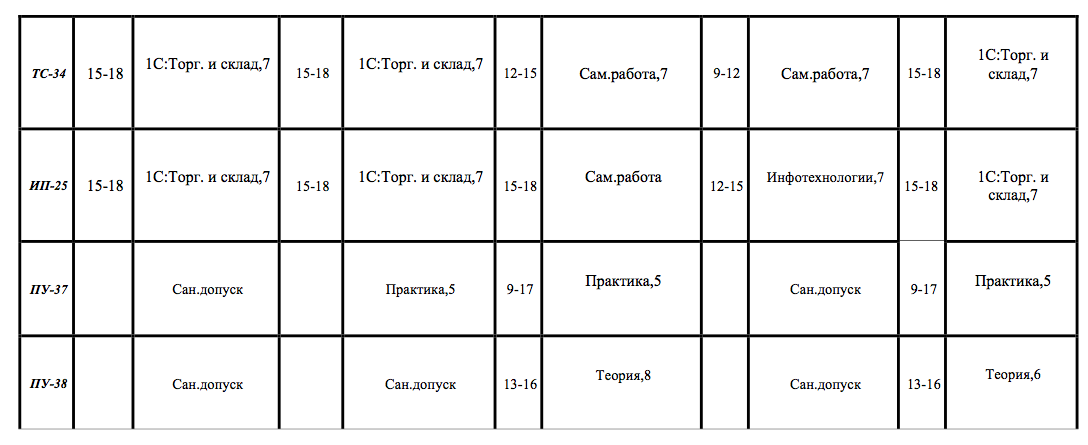 ТС-34 15-18 1С:Торг. и склад,7 15-18 1С:Торг. и склад,7 12-15 Сам.работа,7 9-12 Сам.работа,7 15-18 1С:Торг. и
склад,7
ИП-25 15-18 1С:Торг. и склад,7 15-18 1С:Торг. и склад,7 15-18 Сам.работа 12-15 Инфотехнологии,7 15-18 1С:Торг. и
склад,7
ПУ-37 Сан.допуск Практика,5 9-17 Практика,5 Сан.допуск 9-17 Практика,5
ПУ-38 Сан.допуск Сан.допуск 13-16 Теория,8 Сан.допуск 13-16 Теория,6